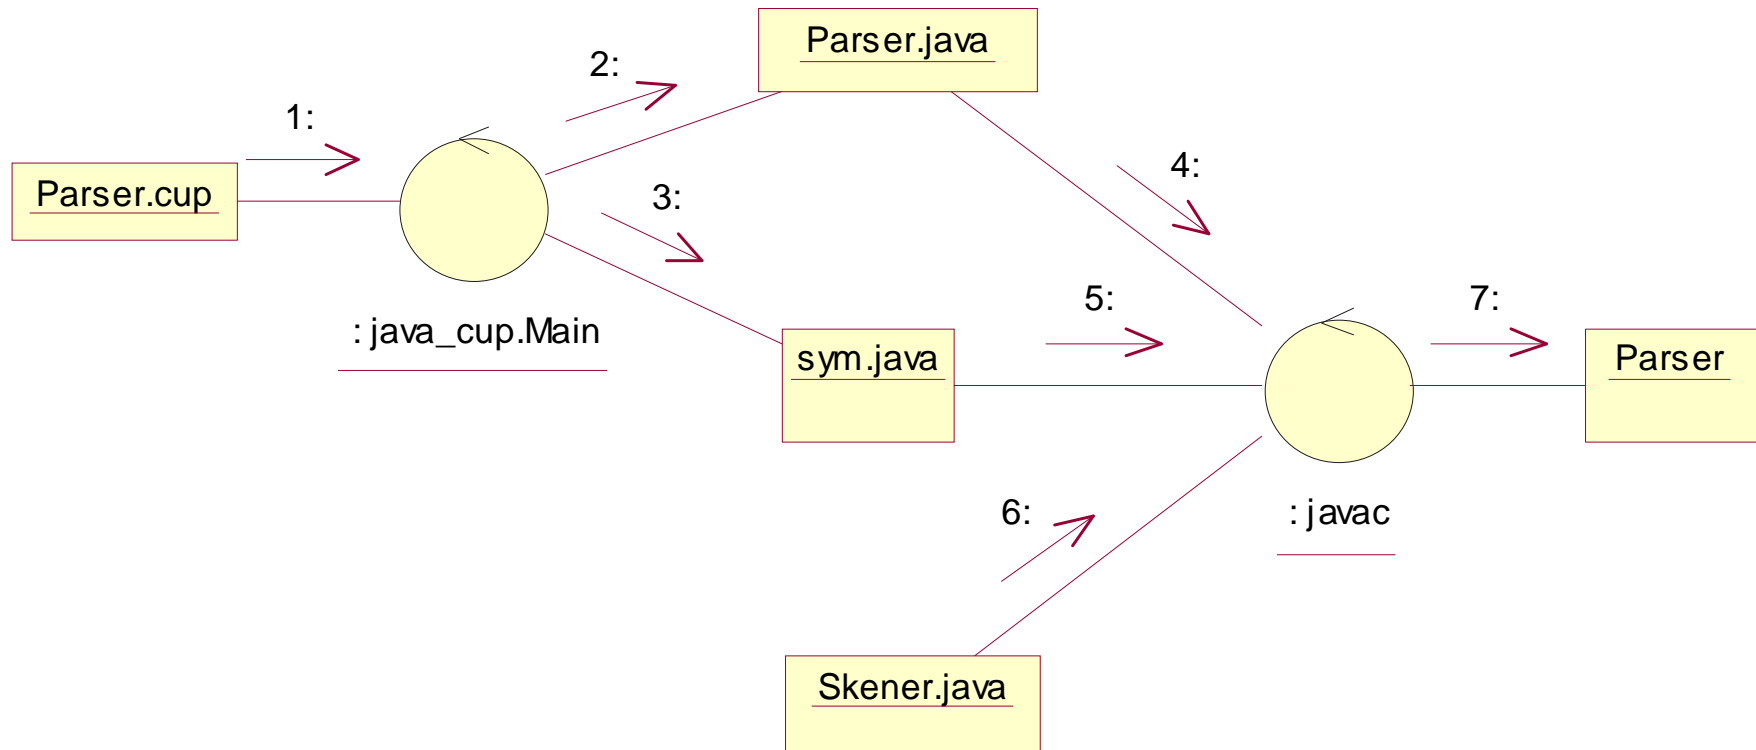 Parser.java
2:
1:
Parser.cup
4:
3:
: java_cup.Main
5:
7:
sym.java
Parser
6:
: javac
Skener.java